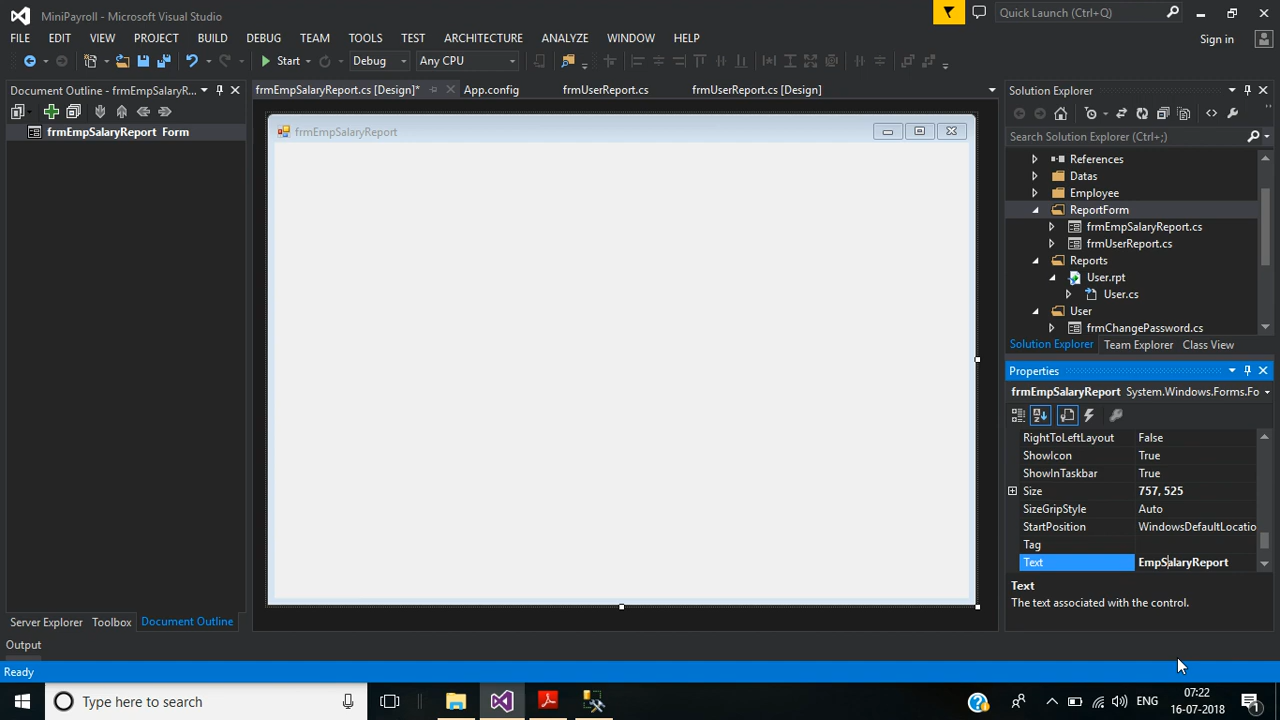 MiniPayroll - Microsoft Visual Studio
Quick Launch (Ctrl+Q)
FILE EDIT VIEW PROJECT BUILD DEBUG TEAM TOOLS TEST ARCHITECTURE ANALYZE WINDOW HELP
Sign in
Start Debug Any CPU
Document Outline - frmEmpSalaryR...
frmEmpSalaryReport Form
frmEmpSalaryReport.cs [Design]* App.config frmUserReport.cs frmUserReport.cs [Design]
frmEmpSalaryReport
Solution Explorer
Search Solution Explorer (Ctrl+;)
References
Datas
Employee
ReportForm
frmEmpSalaryReport.cs
frmUserReport.cs
Reports
User.rpt
User.cs
User
frmChangePassword.cs
Solution Explorer Team Explorer Class View
Properties
frmEmpSalaryReport System.Windows.Forms.Fo
RightToLeftLayout False
ShowIcon True
ShowInTaskbar True
Size 757, 525
SizeGripStyle Auto
StartPosition WindowsDefaultLocatio
Tag
Text EmpSalaryReport
Text
The text associated with the control.
Server Explorer Toolbox Document Outline
Output
Ready
Type here to search
ENG
07:22
16-07-2018
1